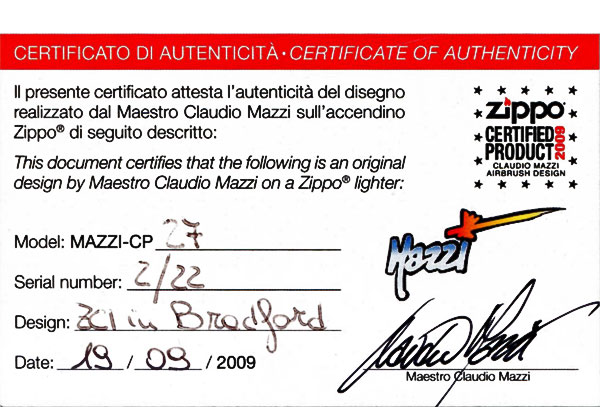 CERTIFICATO DI AUTENTICITÀ · CERTIFICATE OF AUTHENTICITY
Il presente certificato attesta l'autenticità del disegno
realizzato dal Maestro Claudio Mazzi sull'accendino
Zippo® di seguito descritto:
This document certifies that the following is an original
design by Maestro Claudio Mazzi on a Zippo® lighter:
zippo
CERTIFIED
PRODUCT 2009
CLAUDIO MAZZI
AIRBRUSH DESIGN
Model: MAZZI-CP 27
Serial number: 2/22
Design: ZCI in Bradford
Date: 19 / 09 / 2009
Mazzi
Maestro Claudio Mazzi